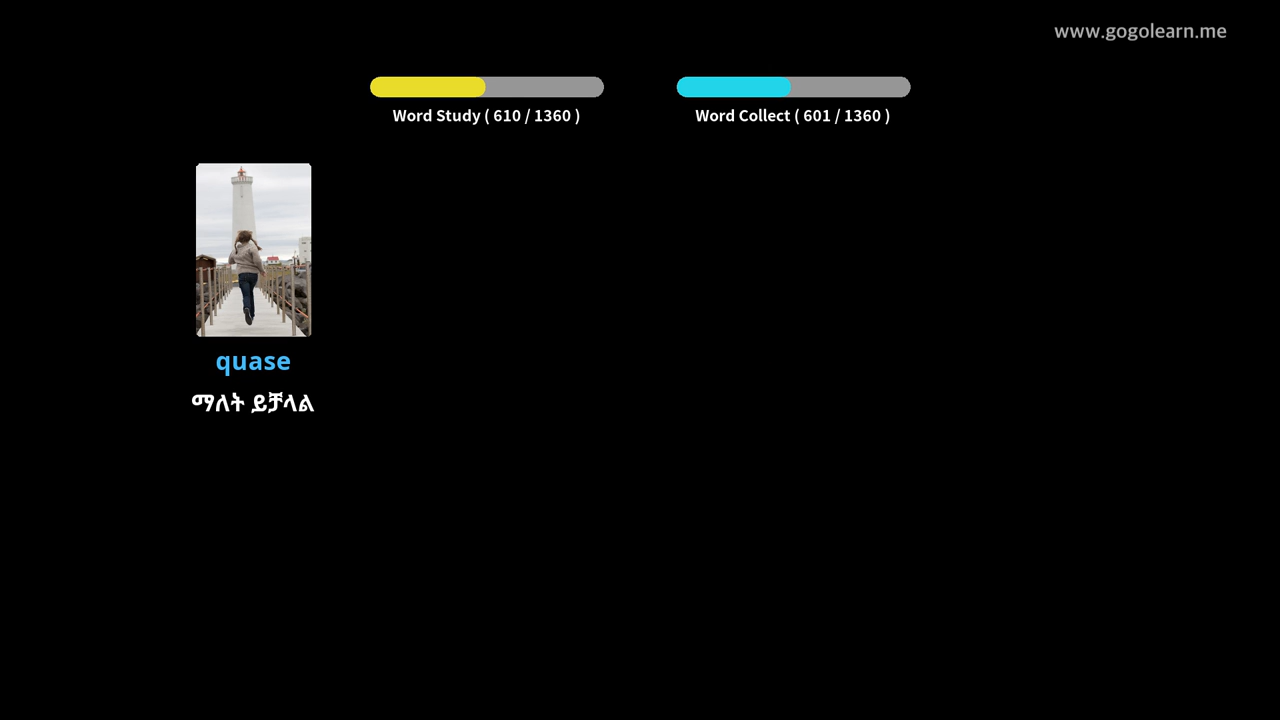 www.gogolearn.me
Word Study ( 610 / 1360 )
Word Collect ( 601 / 1360 )
quase
ማለት ይቻላል